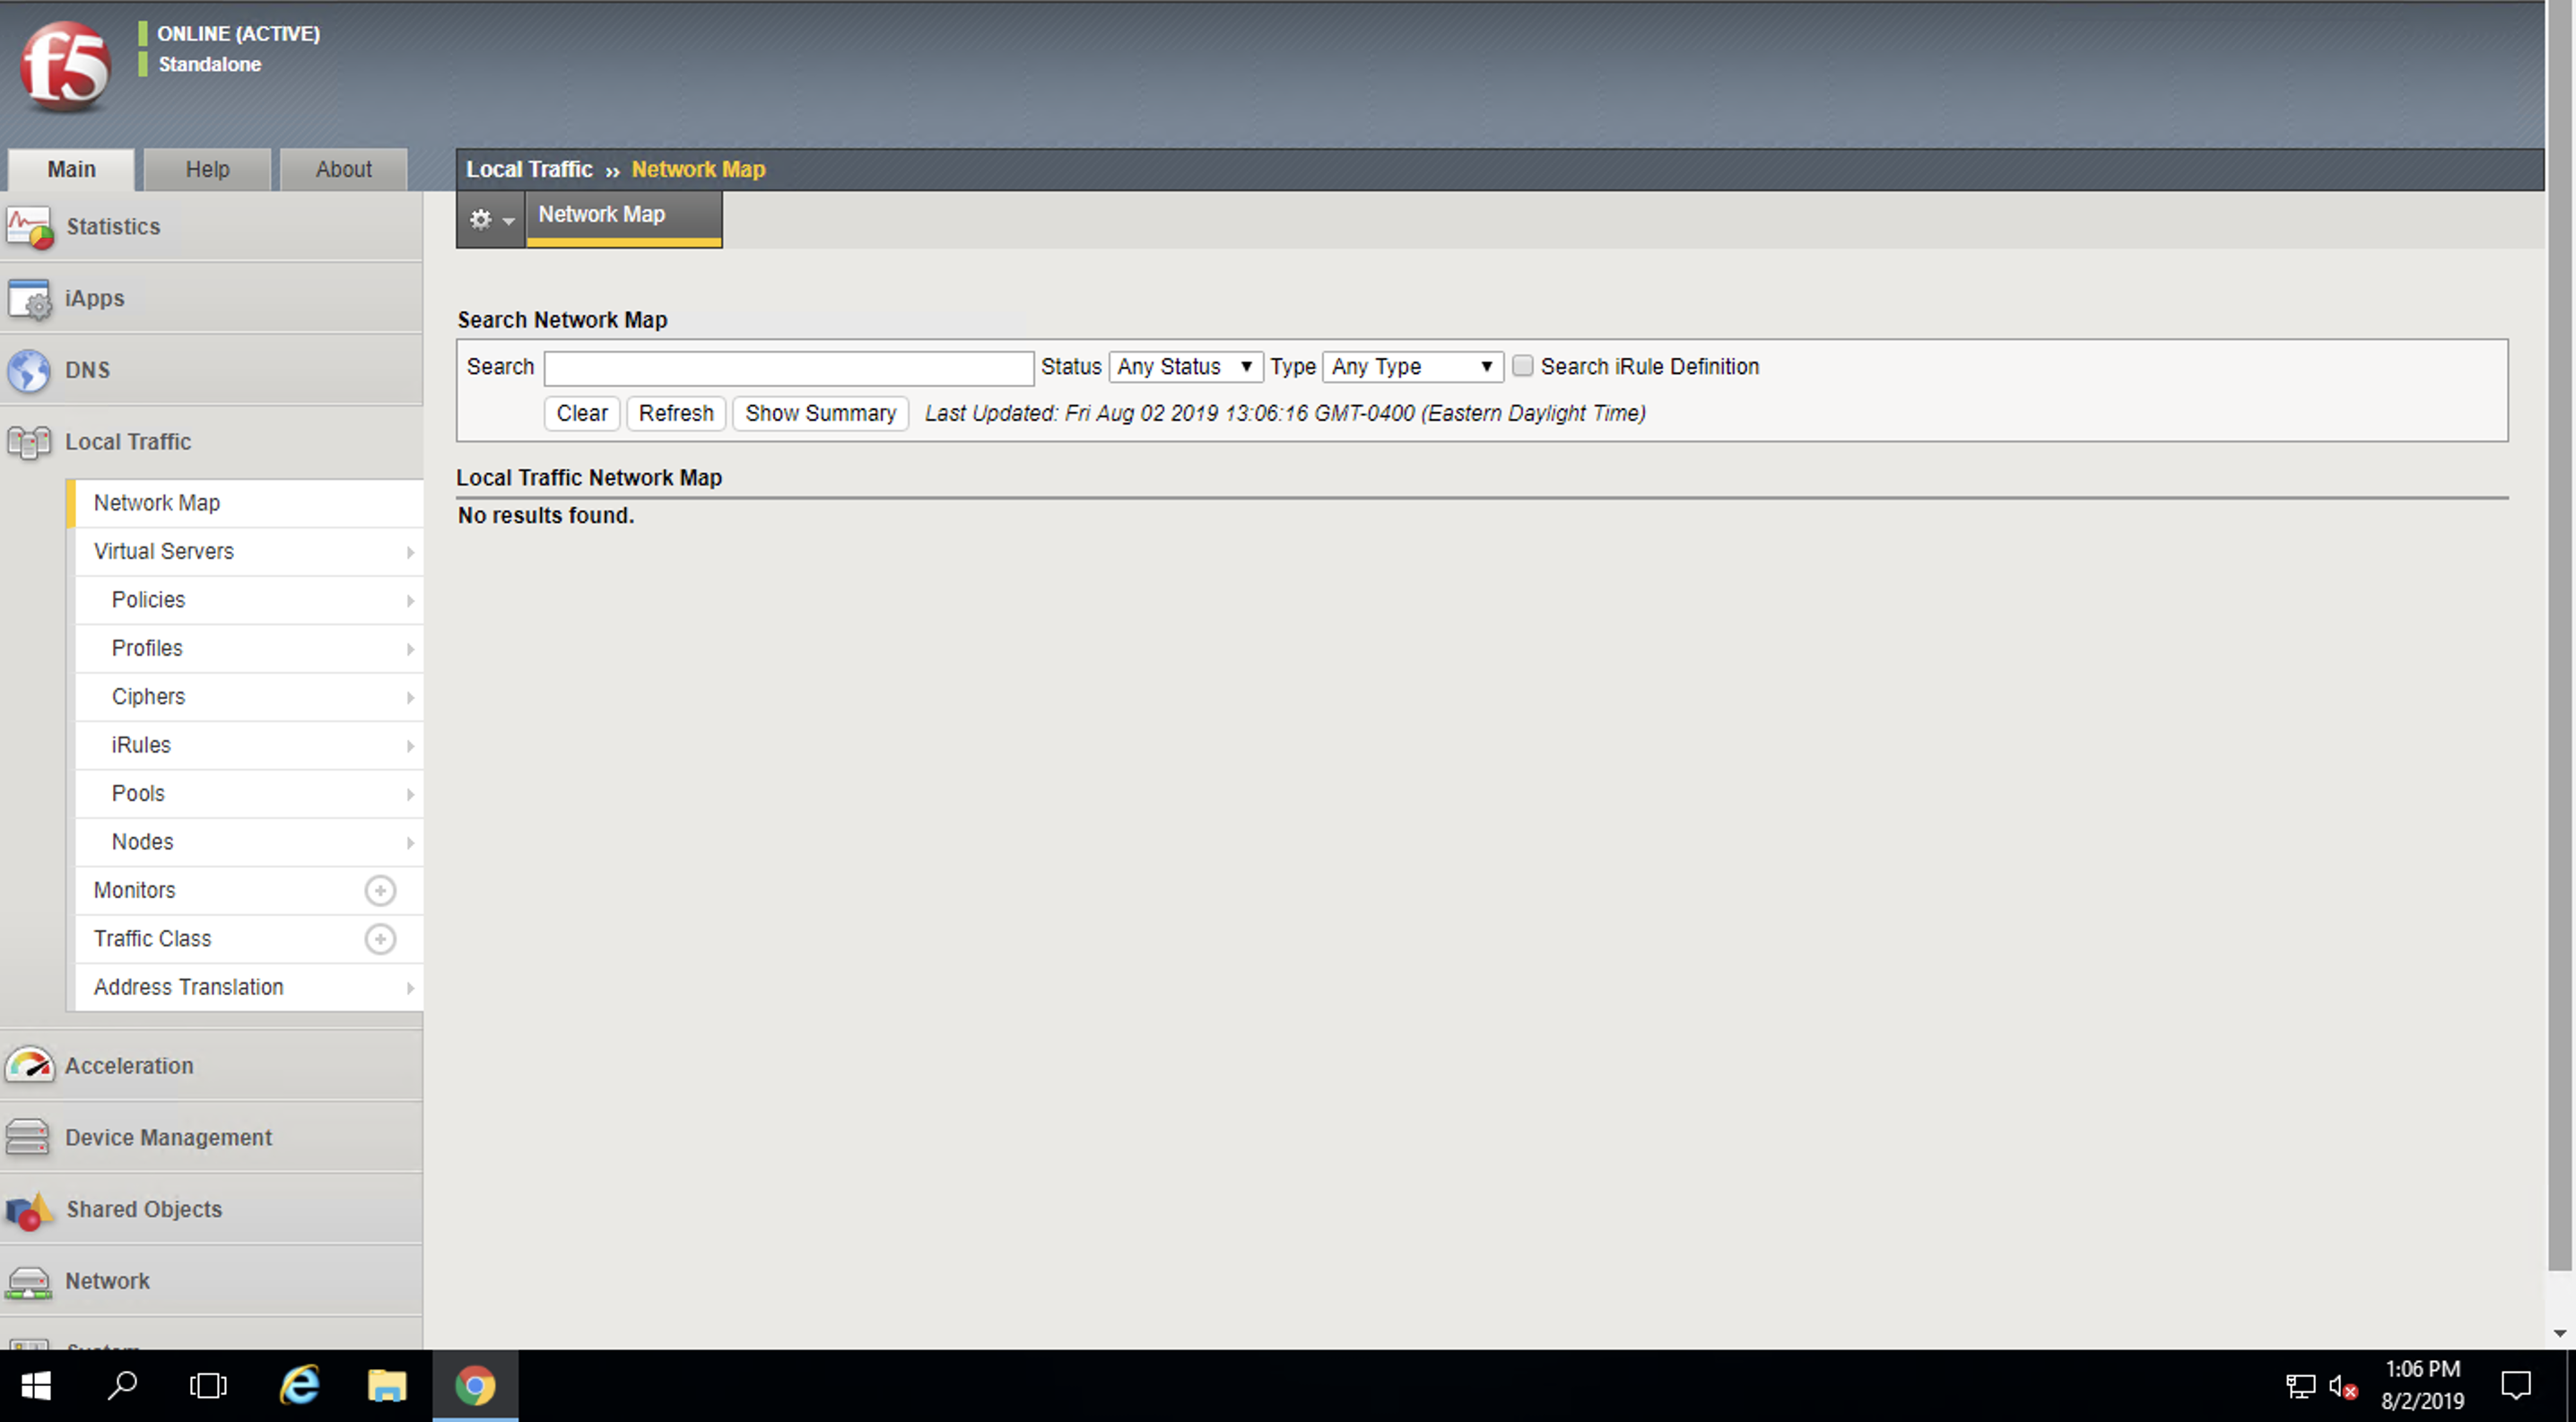 f5
ONLINE (ACTIVE)
Standalone
Main
Help
About
Local Traffic ›› Network Map
Network Map
Statistics
iApps
DNS
Local Traffic
Network Map
Virtual Servers
Policies
Profiles
Ciphers
iRules
Pools
Nodes
Monitors
Traffic Class
Address Translation
Acceleration
Device Management
Shared Objects
Network
Search Network Map
Search Status Any Status Type Any Type Search iRule Definition
Clear Refresh Show Summary Last Updated: Fri Aug 02 2019 13:06:16 GMT-0400 (Eastern Daylight Time)
Local Traffic Network Map
No results found.
1:06 PM
8/2/2019